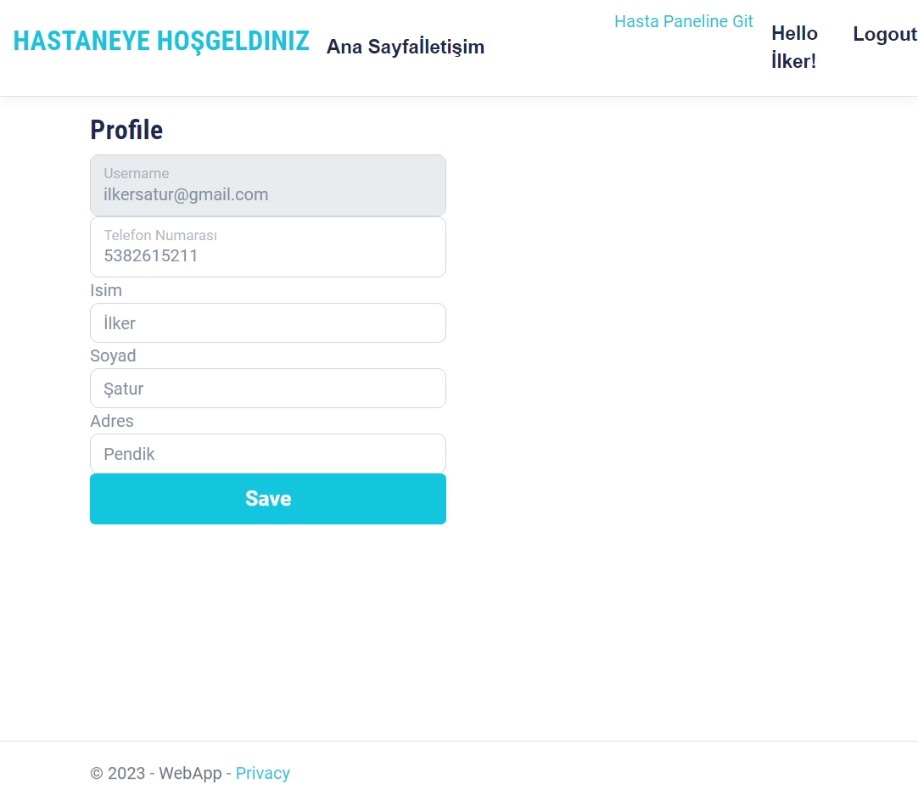 HASTANEYE HOŞGELDINIZ
Ana Sayfa
İletişim
Hasta Paneline Git
Hello
İlker!
Logout
Profile
Username
ilkersatur@gmail.com
Telefon Numarası
5382615211
Isim
İlker
Soyad
Şatur
Adres
Pendik
Save
© 2023 - WebApp - Privacy